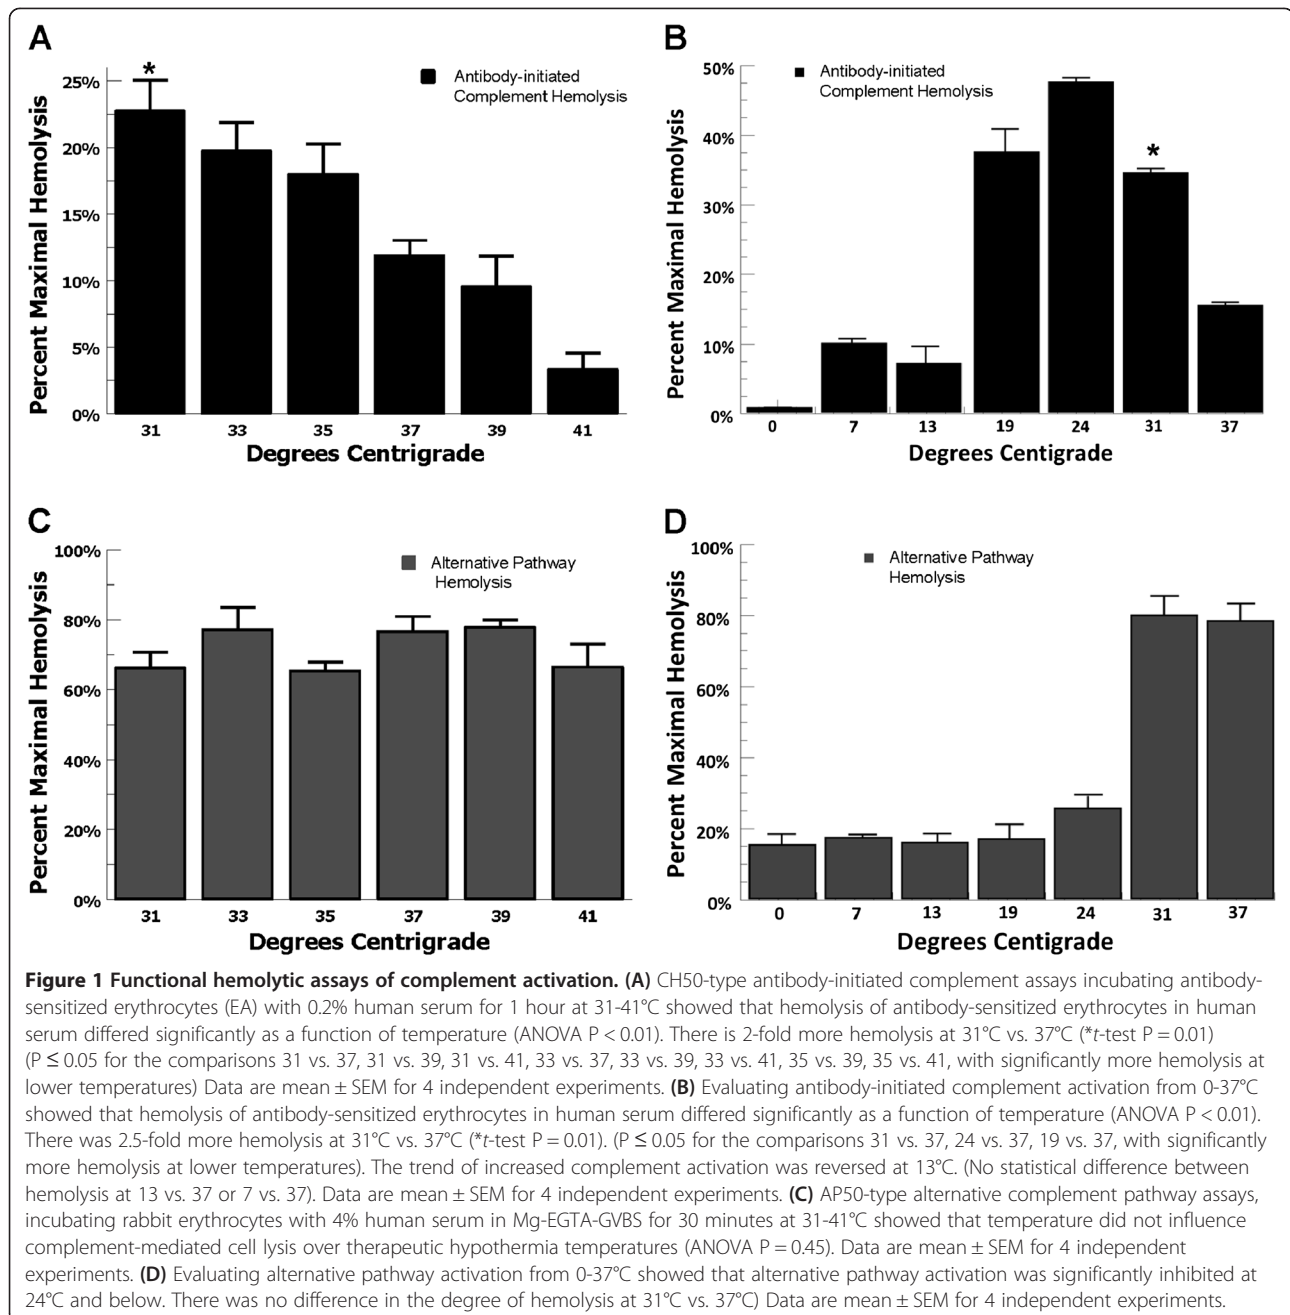 A
*
Antibody-initiated
Complement Hemolysis
Percent Maximal Hemolysis
25%
20%
15%
10%
5%
0%
31 33 35 37 39 41
Degrees Centrigrade
B
Antibody-initiated
Complement Hemolysis
*
Percent Maximal Hemolysis
50%
40%
30%
20%
10%
0%
0 7 13 19 24 31 37
Degrees Centigrade
C
Alternative Pathway
Hemolysis
Percent Maximal Hemolysis
100%
80%
60%
40%
20%
0%
31 33 35 37 39 41
Degrees Centrigrade
D
Alternative Pathway
Hemolysis
Percent Maximal Hemolysis
100%
80%
60%
40%
20%
0%
0 7 13 19 24 31 37
Degrees Centigrade
Figure 1 Functional hemolytic assays of complement activation. (A) CH50-type antibody-initiated complement assays incubating antibody-
sensitized erythrocytes (EA) with 0.2% human serum for 1 hour at 31-41°C showed that hemolysis of antibody-sensitized erythrocytes in human
serum differed significantly as a function of temperature (ANOVA P < 0.01). There is 2-fold more hemolysis at 31°C vs. 37°C (*t-test P = 0.01)
(P ≤ 0.05 for the comparisons 31 vs. 37, 31 vs. 39, 31 vs. 41, 33 vs. 37, 33 vs. 39, 33 vs. 41, 35 vs. 39, 35 vs. 41, with significantly more hemolysis at
lower temperatures) Data are mean ± SEM for 4 independent experiments. (B) Evaluating antibody-initiated complement activation from 0-37°C
showed that hemolysis of antibody-sensitized erythrocytes in human serum differed significantly as a function of temperature (ANOVA P < 0.01).
There was 2.5-fold more hemolysis at 31°C vs. 37°C (*t-test P = 0.01). (P ≤ 0.05 for the comparisons 31 vs. 37, 24 vs. 37, 19 vs. 37, with significantly
more hemolysis at lower temperatures). The trend of increased complement activation was reversed at 13°C. (No statistical difference between
hemolysis at 13 vs. 37 or 7 vs. 37). Data are mean ± SEM for 4 independent experiments. (C) AP50-type alternative complement pathway assays,
incubating rabbit erythrocytes with 4% human serum in Mg-EGTA-GVBS for 30 minutes at 31-41°C showed that temperature did not influence
complement-mediated cell lysis over therapeutic hypothermia temperatures (ANOVA P = 0.45). Data are mean ± SEM for 4 independent
experiments. (D) Evaluating alternative pathway activation from 0-37°C showed that alternative pathway activation was significantly inhibited at
24°C and below. There was no difference in the degree of hemolysis at 31°C vs. 37°C) Data are mean ± SEM for 4 independent experiments.